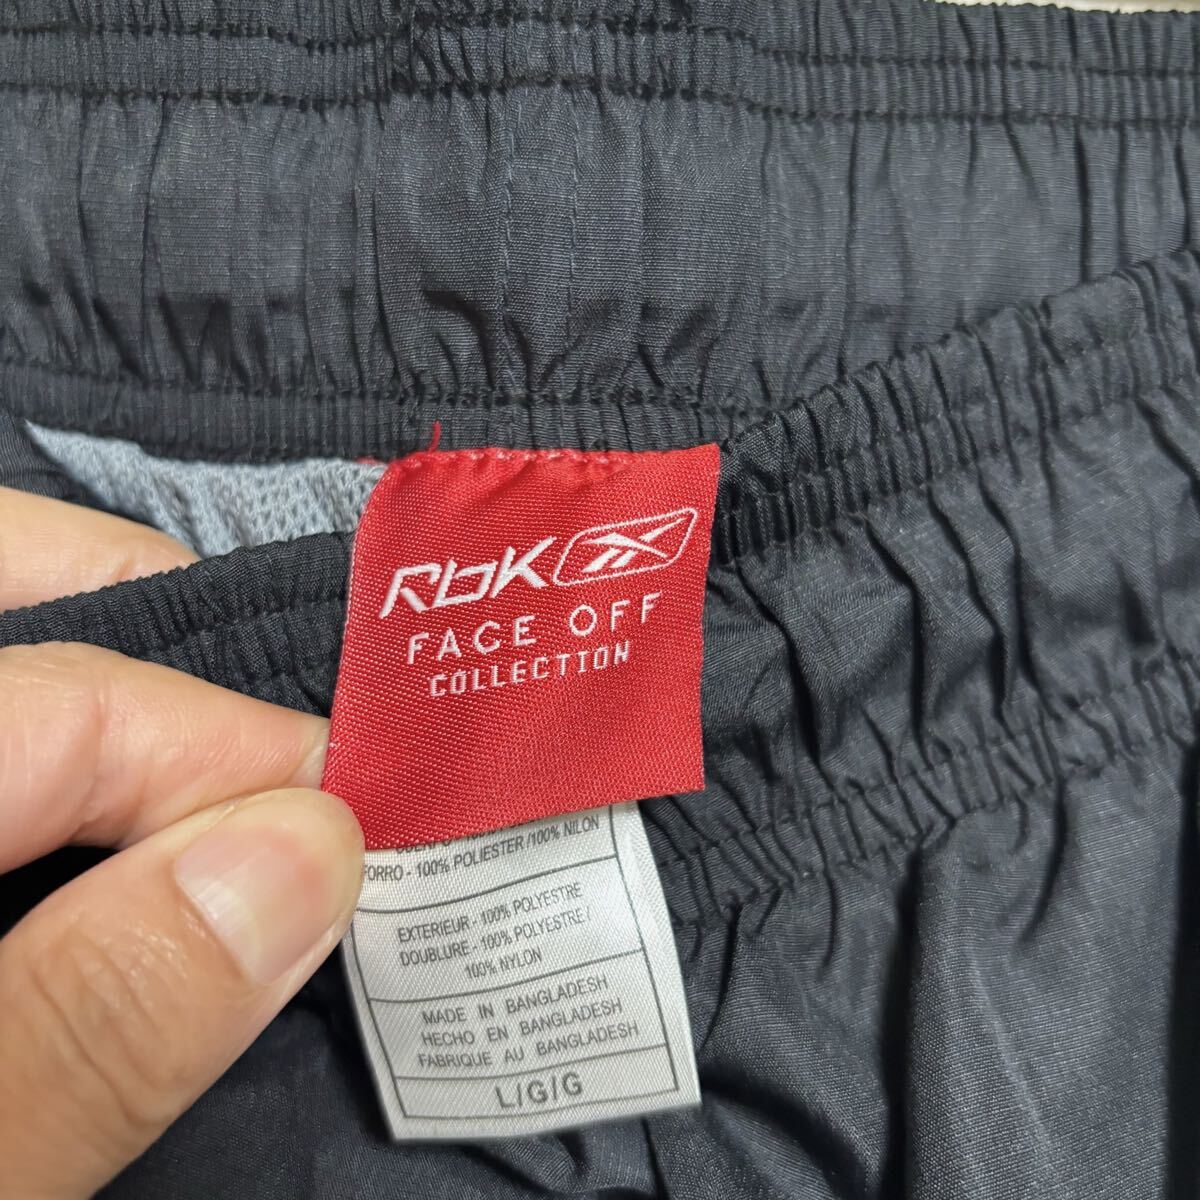 RbK
FACE OFF
COLLECTION
FORRO - 100% POLIESTER /100% NILON
EXTERIEUR - 100% POLYESTRE
DOUBLURE - 100% POLYESTRE /
100% NYLON
MADE IN BANGLADESH
HECHO EN BANGLADESH
FABRIQUE AU BANGLADESH
L/G/G